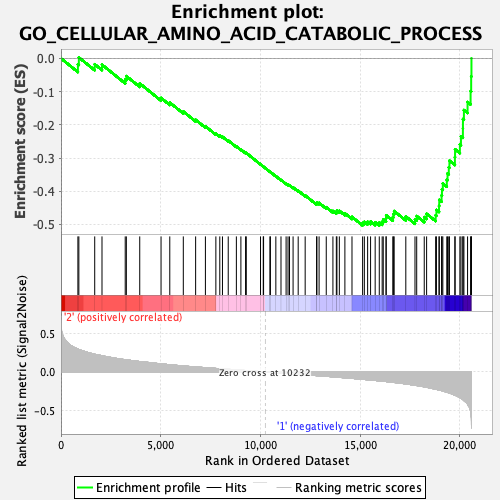 Enrichment plot:
GO_CELLULAR_AMINO_ACID_CATABOLIC_PROCESS
Enrichment score (ES)
0.0
-0.1
-0.2
-0.3
-0.4
-0.5
'2' (positively correlated)
Ranked list metric (Signal2Noise)
0.5
0.0
-0.5
Zero cross at 10232
'1' (negatively correlated)
0
5,000
10,000
15,000
20,000
Rank in Ordered Dataset
Enrichment profile
Hits
Ranking metric scores